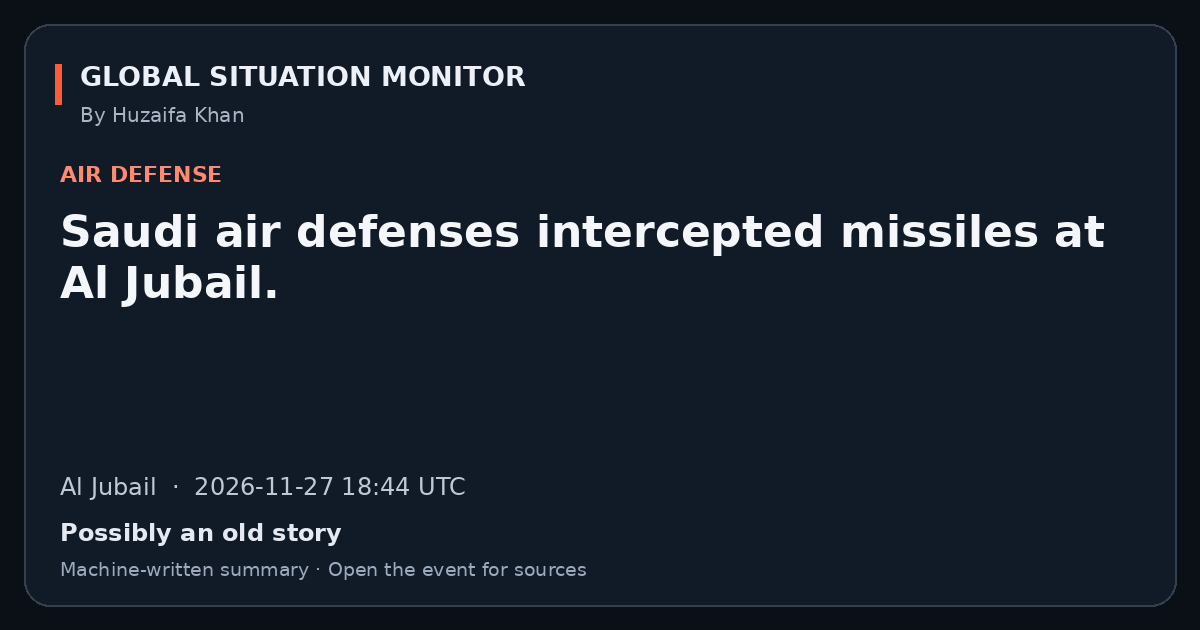 GLOBAL SITUATION MONITOR
By Huzaifa Khan
AIR DEFENSE
Saudi air defenses intercepted missiles at
Al Jubail.
Al Jubail · 2026-11-27 18:44 UTC
Possibly an old story
Machine-written summary · Open the event for sources